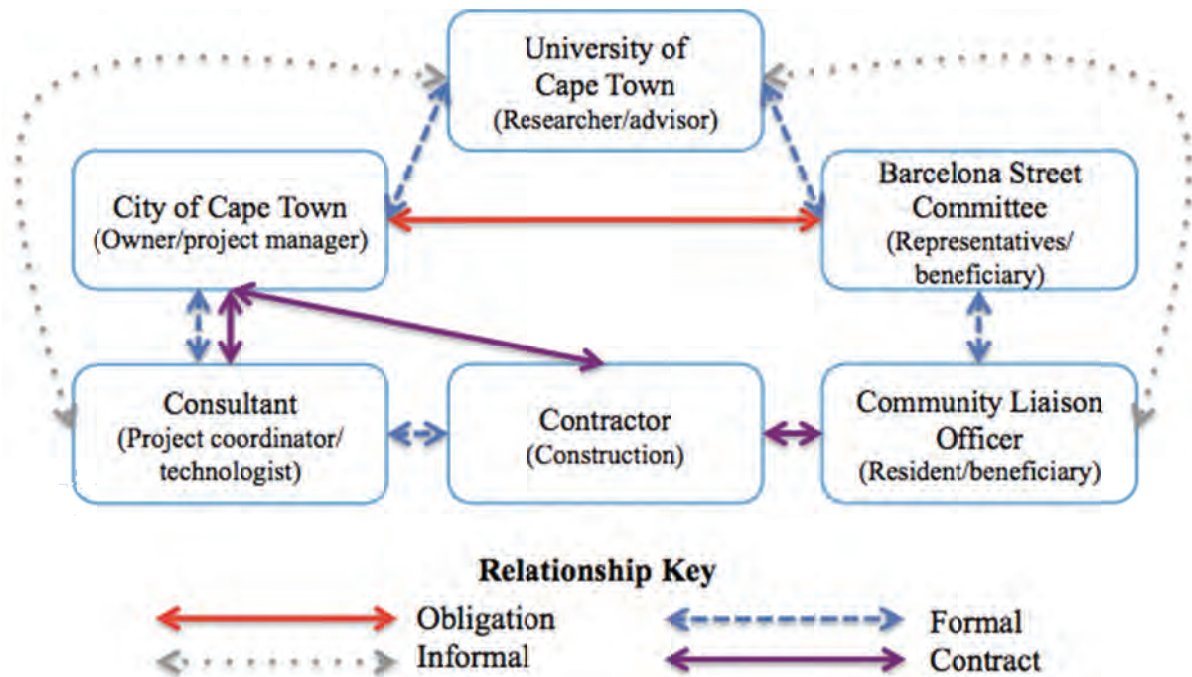 University of
Cape Town
(Researcher/advisor)
City of Cape Town
(Owner/project manager)
Barcelona Street
Committee
(Representatives/
beneficiary)
Consultant
(Project coordinator/
technologist)
Contractor
(Construction)
Community Liaison
Officer
(Resident/beneficiary)
Relationship Key
Obligation
Formal
Informal
Contract